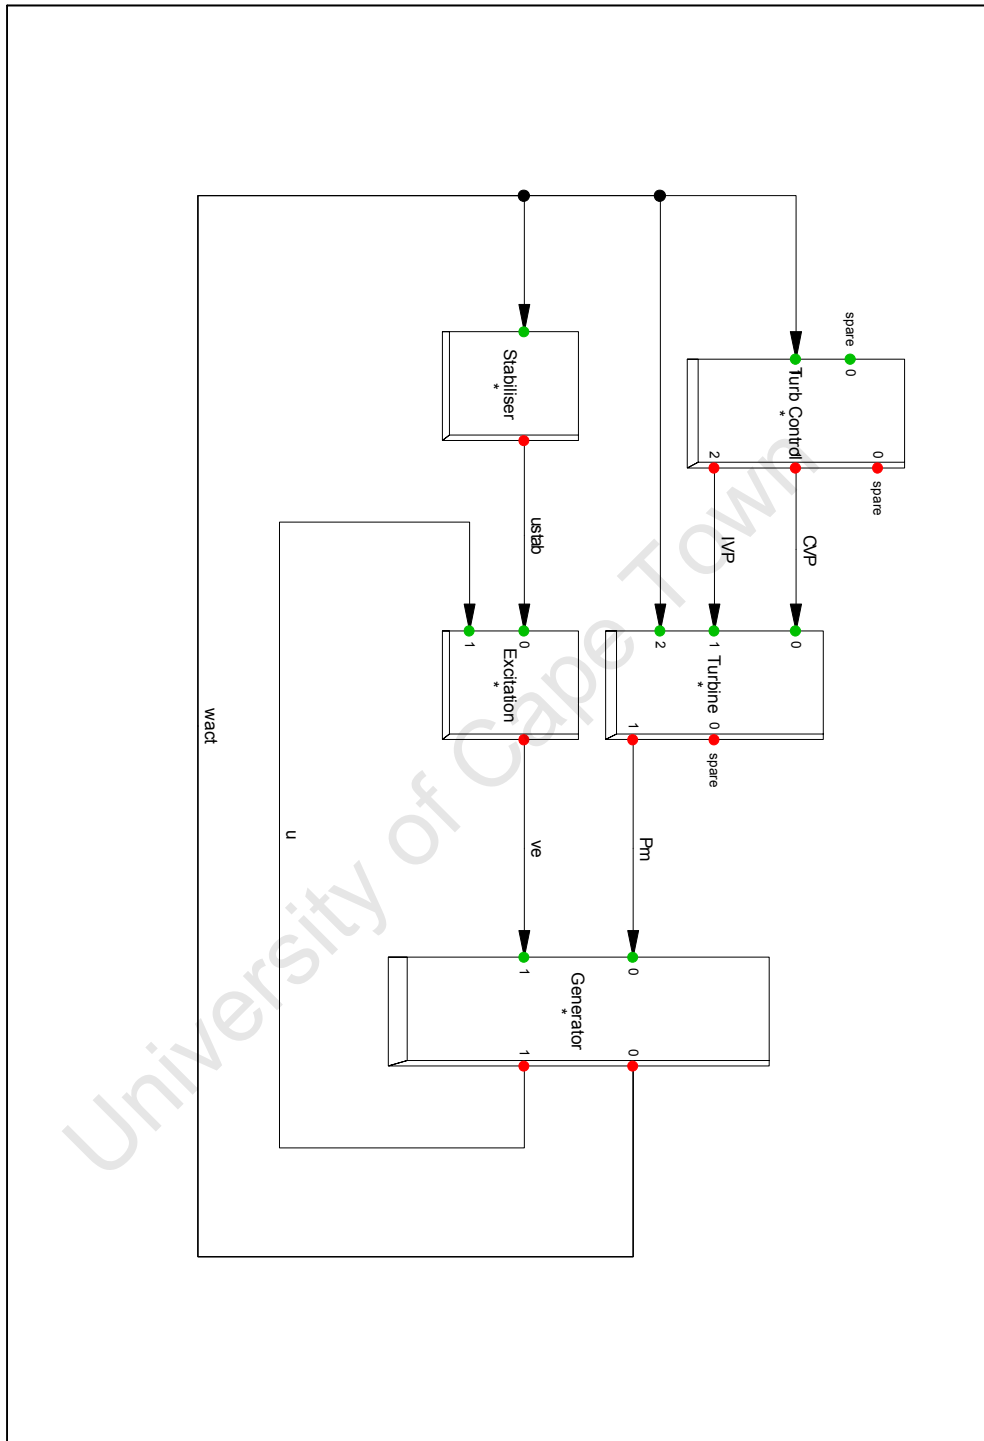 spare
0
1
Turb Control
*
2
0
spare
Stabiliser
*
ustab
IVP
CVP
1
0
Excitation
*
2
1
0
Turbine
*
1
0
spare
wact
u
ve
Pm
1
0
Generator
*
1
0
University of Cape Town